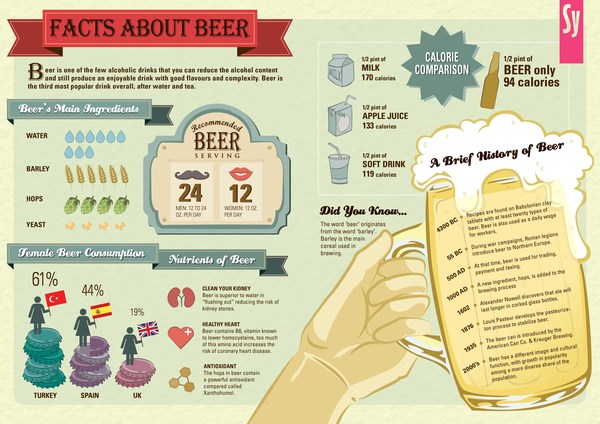 FACTS ABOUT BEER
Beer is one of the few alcoholic drinks that you can reduce the alcohol content
and still produce an enjoyable drink with good flavours and complexity. Beer is
the third most popular drink overall, after water and tea.
Beer's Main Ingredients
WATER
BARLEY
HOPS
YEAST
Recommended
BEER
SERVING
24
MEN: 12 TO 24
OZ. PER DAY
12
WOMEN: 12 OZ.
PER DAY
Female Beer Consumption
61%
44%
19%
TURKEY
SPAIN
UK
Nutrients of Beer
CLEAN YOUR KIDNEY
Beer is superior to water in
"flushing out" reducing the risk of
kidney stones.
HEALTHY HEART
Beer contains B6, vitamin known
to lower homocysteine, too much
of this amino acid increases the
risk of coronary heart disease.
ANTIOXIDANT
The hops in beer contain
a powerful antioxidant
compared called
Xanthohumol.
Sy
1/2 pint of
MILK
170 calories
1/2 pint of
APPLE JUICE
133 calories
1/2 pint of
SOFT DRINK
119 calories
CALORIE
COMPARISON
1/2 pint of
BEER only
94 calories
Did You Know...
The word 'beer' originates
from the word 'barley'.
Barley is the main
cereal used in
brewing.
A Brief History of Beer
4300 BC
Recipes are found on Babylonian clay
tablets with at least twenty types of
beer. Beer is also used as a daily wage
for workers.
55 BC
During war campaigns, Roman legions
introduce beer to Northern Europe.
500 AD
At that time, beer is used for trading,
payment and taxing.
1000 AD
A new ingredient, hops, is added to the
brewing process
1602
Alexander Nowell discovers that ale will
last longer in corked glass bottles.
1876
Louis Pasteur develops the pasteuriza-
tion process to stabilize beer.
1935
The beer can is introduced by the
American Can Co. & Kreuger Brewing.
2000's
Beer has a different image and cultural
function, with growth in popularity
among a more diverse share of the
population.